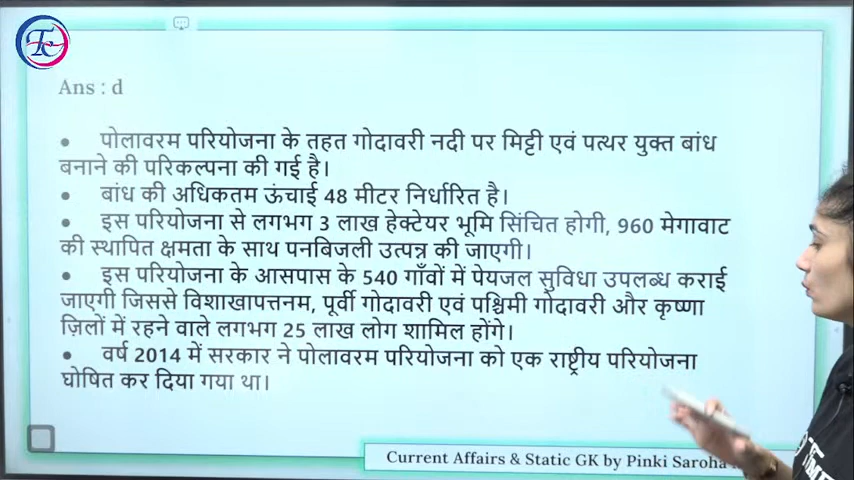 Tc
Ans : d
• पोलावरम परियोजना के तहत गोदावरी नदी पर मिट्टी एवं पत्थर युक्त बांध
बनाने की परिकल्पना की गई है।
• बांध की अधिकतम ऊंचाई 48 मीटर निर्धारित है।
• इस परियोजना से लगभग 3 लाख हेक्टेयर भूमि सिंचित होगी, 960 मेगावाट
की स्थापित क्षमता के साथ पनबिजली उत्पन्न की जाएगी।
• इस परियोजना के आसपास के 540 गाँवों में पेयजल सुविधा उपलब्ध कराई
जाएगी जिससे विशाखापत्तनम, पूर्वी गोदावरी एवं पश्चिमी गोदावरी और कृष्णा
ज़िलों में रहने वाले लगभग 25 लाख लोग शामिल होंगे।
• वर्ष 2014 में सरकार ने पोलावरम परियोजना को एक राष्ट्रीय परियोजना
घोषित कर दिया गया था।
Current Affairs & Static GK by Pinki Saroha